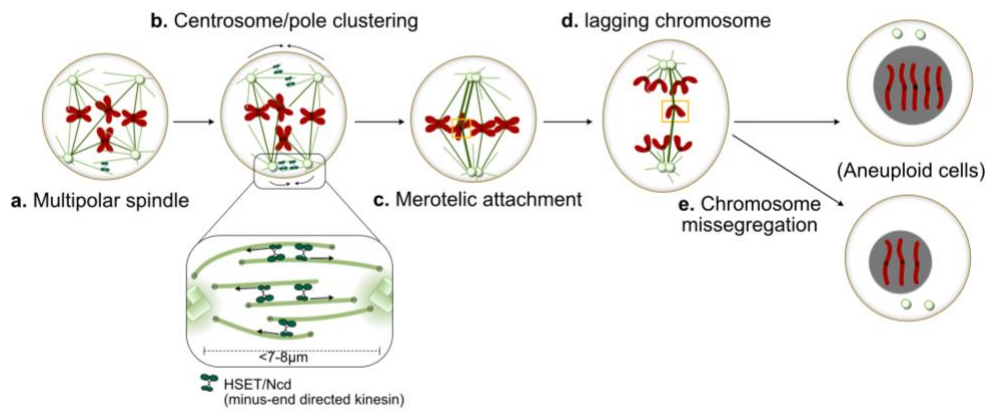 b. Centrosome/pole clustering
d. lagging chromosome
a. Multipolar spindle
c. Merotelic attachment
(Aneuploid cells)
e. Chromosome
missegregation
<7-8µm
HSET/Ncd
(minus-end directed kinesin)